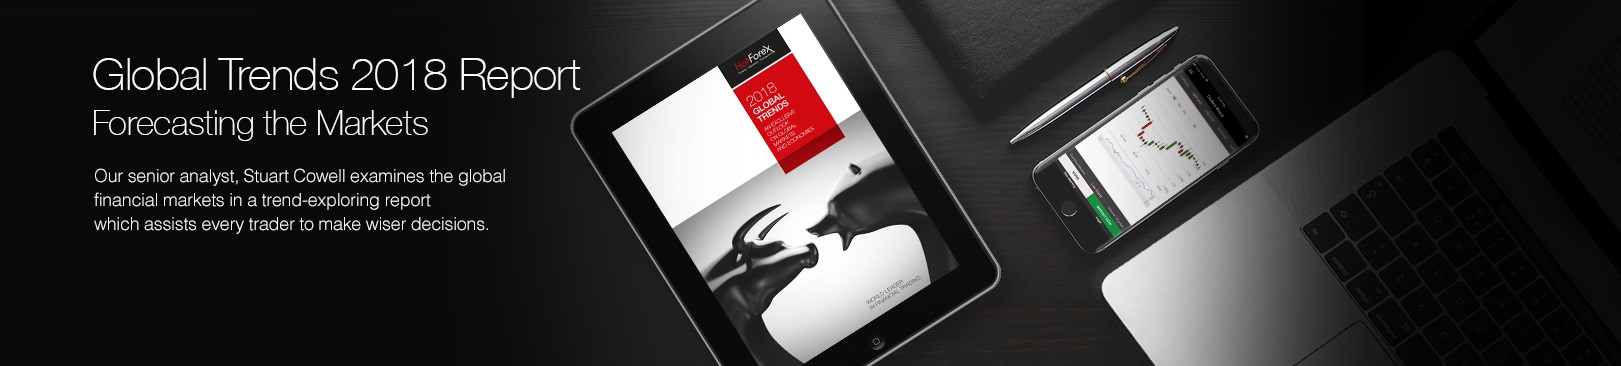 Global Trends 2018 Report
Forecasting the Markets
Our senior analyst, Stuart Cowell examines the global
financial markets in a trend-exploring report
which assists every trader to make wiser decisions.
HotForex
2018
GLOBAL
TRENDS
AN EXCLUSIVE
OUTLOOK
ON GLOBAL
MARKETS
AND ECONOMIES
WORLD LEADER
IN FINANCIAL TRADING